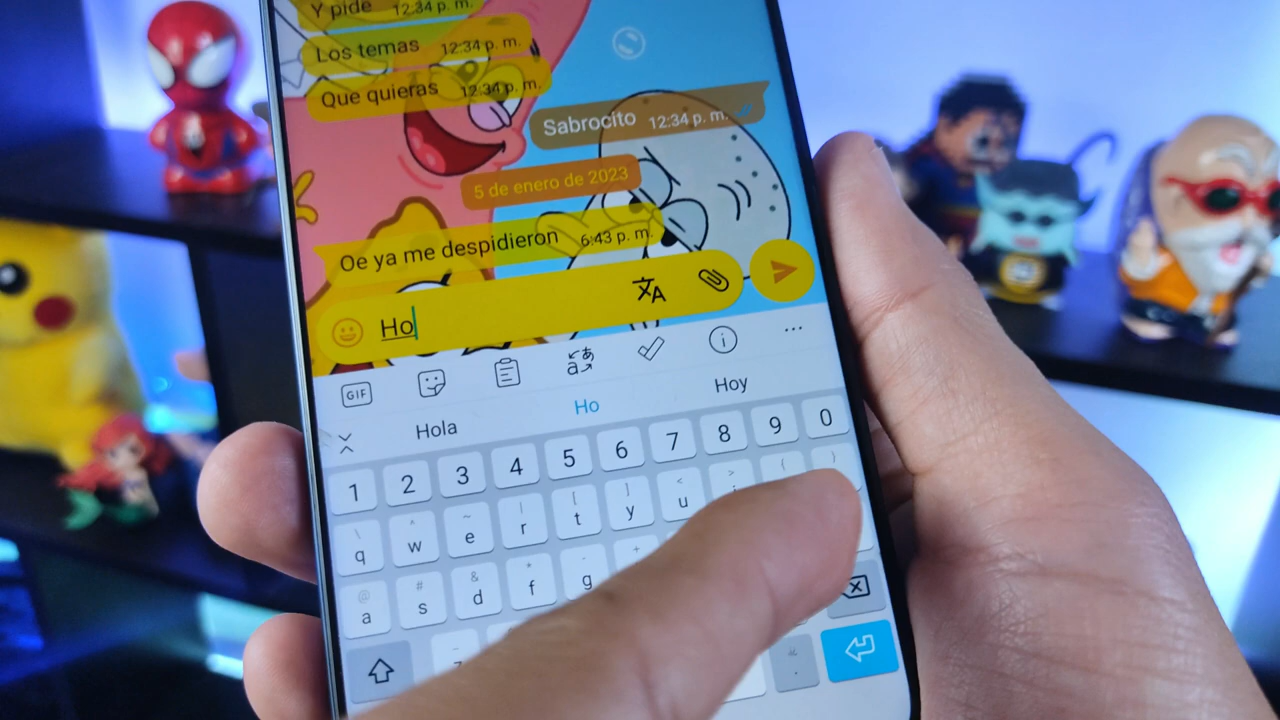 Y pide 12:34 p. m.
Los temas 12:34 p. m.
Que quieras 12:34 p. m.
Sabrocito 12:34 p. m.
5 de enero de 2023
Oe ya me despidieron 6:43 p. m.
Ho
GIF
Hola Ho Hoy
1 2 3 4 5 6 7 8 9 0
q w e r t y u
a s d f g